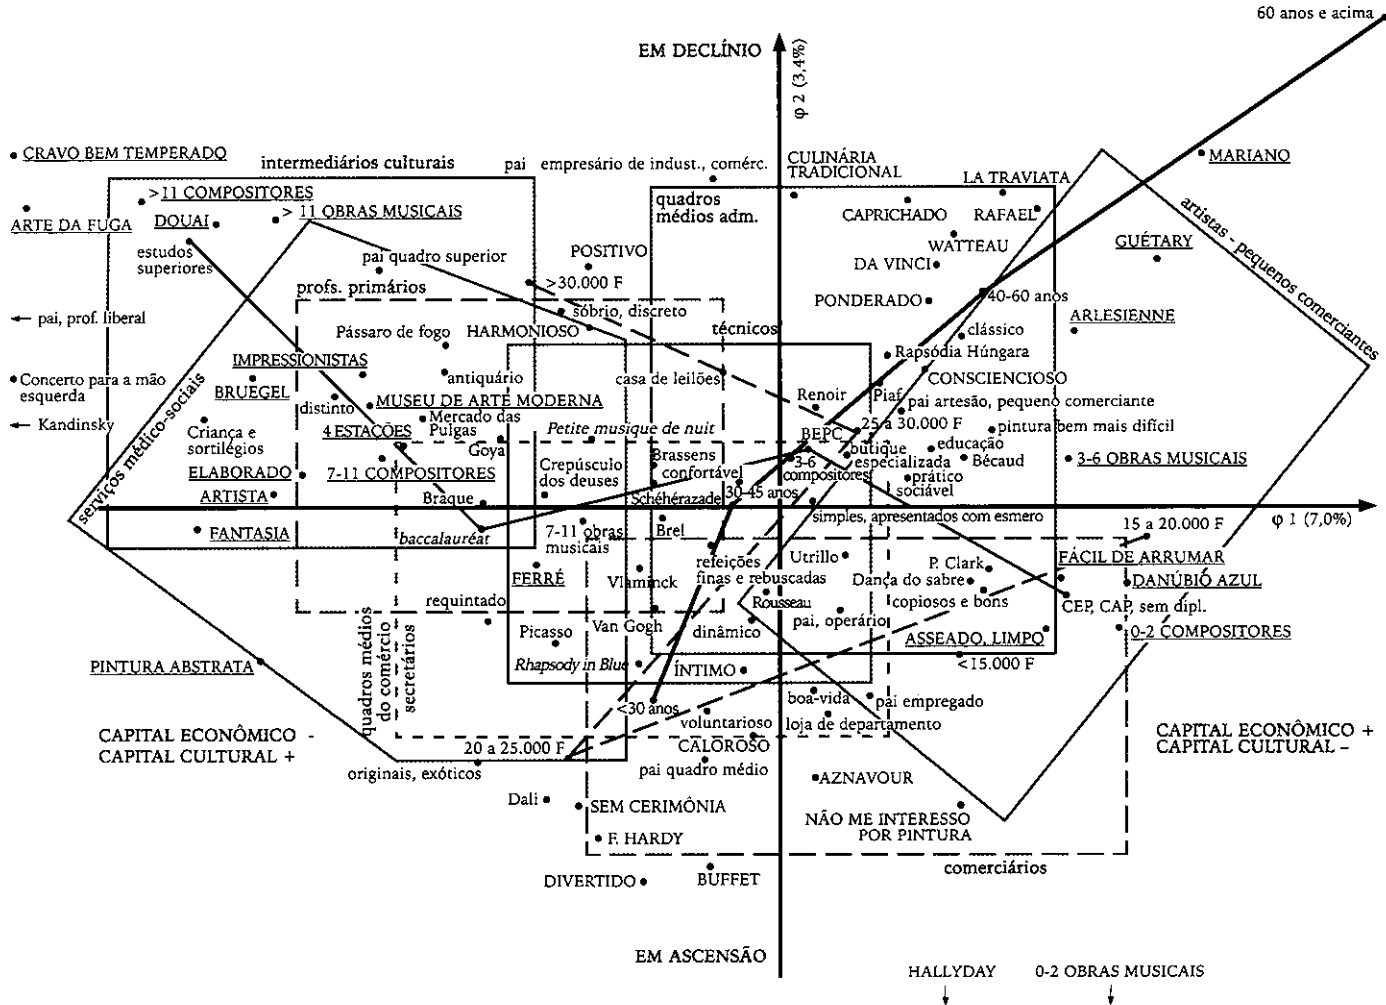 60 anos e acima
EM DECLÍNIO
φ 2 (3,4%)
CRAVO BEM TEMPERADO
intermediários culturais
pai empresário de indust., comérc.
CULINÁRIA
TRADICIONAL
MARIANO
>11 COMPOSITORES
LA TRAVIATA
quadros
médios adm.
artistas - pequenos comerciantes
ARTE DA FUGA
DOUAI
> 11 OBRAS MUSICAIS
CAPRICHADO
RAFAEL
estudos
superiores
pai quadro superior
POSITIVO
WATTEAU
GUÉTARY
DA VINCI
>30.000 F
profs. primários
40-60 anos
PONDERADO
sóbrio, discreto
pai, prof. liberal
Pássaro de fogo
HARMONIOSO
técnicos
clássico
ARLESIENNE
Rapsódia Húngara
IMPRESSIONISTAS
Concerto para a mão
esquerda
BRUEGEL
antiquário
casa de leilões
CONSCIENCIOSO
distinto
MUSEU DE ARTE MODERNA
Renoir
Piaf
pai artesão, pequeno comerciante
Kandinsky
Criança e
sortilégios
4 ESTAÇÕES
Mercado das
Pulgas
Petite musique de nuit
BEPC
25 a 30.000 F
pintura bem mais difícil
serviços médico-sociais
Goya
Brassens
butique
especializada
educação
ELABORADO
7-11 COMPOSITORES
Crepúsculo
dos deuses
confortável
3-6
compositores
Bécaud
3-6 OBRAS MUSICAIS
prático
sociável
ARTISTA
Braque
Schéhérazade
30-45 anos
simples, apresentados com esmero
φ 1 (7,0%)
FANTASIA
baccalauréat
7-11 obras
musicais
Brel
15 a 20.000 F
refeições
finas e rebuscadas
Utrillo
P. Clark
FÁCIL DE ARRUMAR
FERRÉ
Vlaminck
Dança do sabre
DANÚBIO AZUL
requintado
Rousseau
copiosos e bons
CEP, CAP, sem dipl.
Picasso
Van Gogh
dinâmico
pai, operário
ASSEADO, LIMPO
0-2 COMPOSITORES
PINTURA ABSTRATA
quadros médios
do comércio
secretários
Rhapsody in Blue
ÍNTIMO
<15.000 F
<30 anos
boa-vida
pai empregado
voluntarioso
loja de departamento
CAPITAL ECONÔMICO -
CAPITAL CULTURAL +
20 a 25.000 F
CALOROSO
CAPITAL ECONÔMICO +
CAPITAL CULTURAL –
originais, exóticos
pai quadro médio
AZNAVOUR
Dali
SEM CERIMÔNIA
NÃO ME INTERESSO
POR PINTURA
F. HARDY
comerciários
DIVERTIDO
BUFFET
EM ASCENSÃO
HALLYDAY
0-2 OBRAS MUSICAIS